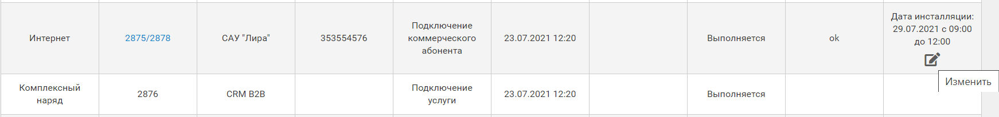 Интернет
2875/2878
САУ "Лира"
353554576
Подключение
коммерческого
абонента
23.07.2021 12:20
Выполняется
ok
Дата инсталляции:
29.07.2021 с 09:00
до 12:00
Изменить
Комплексный
наряд
2876
CRM B2B
Подключение
услуги
23.07.2021 12:20
Выполняется